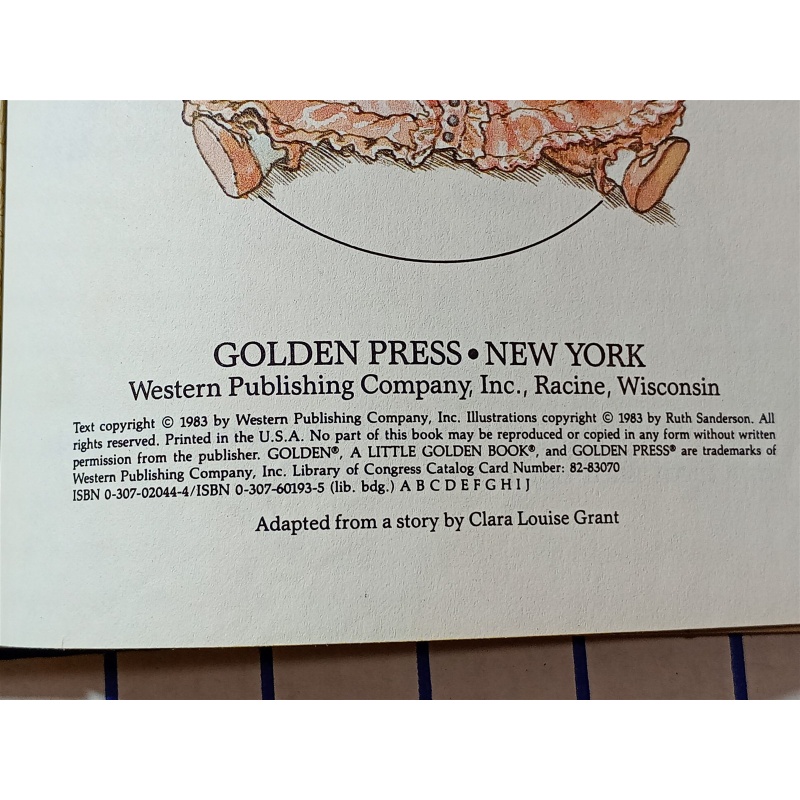 GOLDEN PRESS • NEW YORK
Western Publishing Company, Inc., Racine, Wisconsin
Text copyright © 1983 by Western Publishing Company, Inc. Illustrations copyright © 1983 by Ruth Sanderson. All
rights reserved. Printed in the U.S.A. No part of this book may be reproduced or copied in any form without written
permission from the publisher. GOLDEN®, A LITTLE GOLDEN BOOK®, and GOLDEN PRESS® are trademarks of
Western Publishing Company, Inc. Library of Congress Catalog Card Number: 82-83070
ISBN 0-307-02044-4/ISBN 0-307-60193-5 (lib. bdg.) A B C D E F G H I J
Adapted from a story by Clara Louise Grant